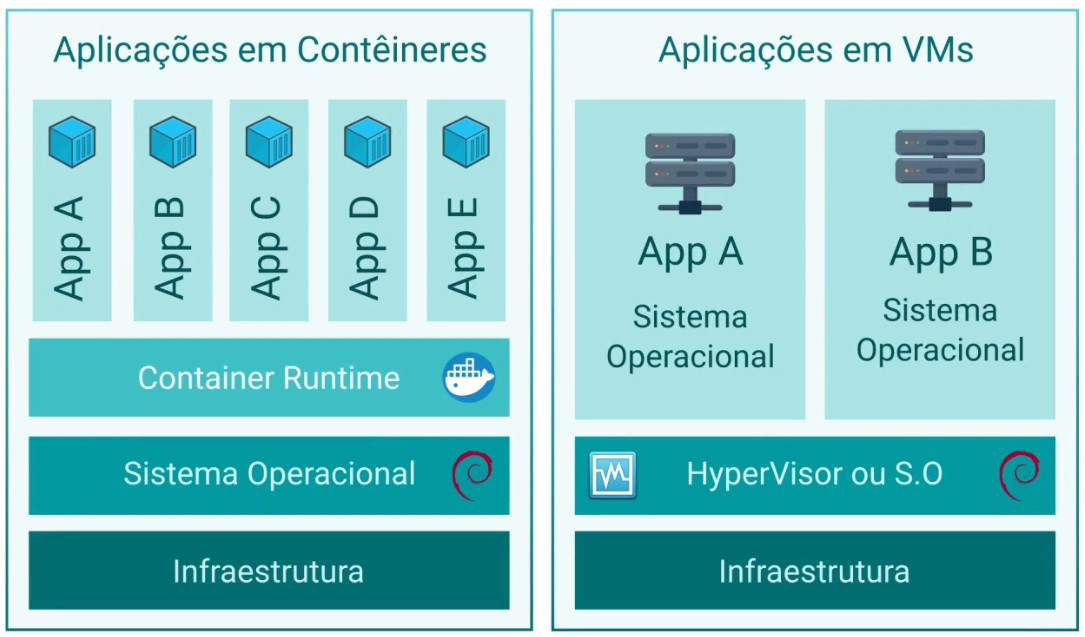 Aplicações em Contêineres
App A
App B
App C
App D
App E
Container Runtime
Sistema Operacional
Infraestrutura
Aplicações em VMs
App A
Sistema
Operacional
App B
Sistema
Operacional
HyperVisor ou S.O
Infraestrutura